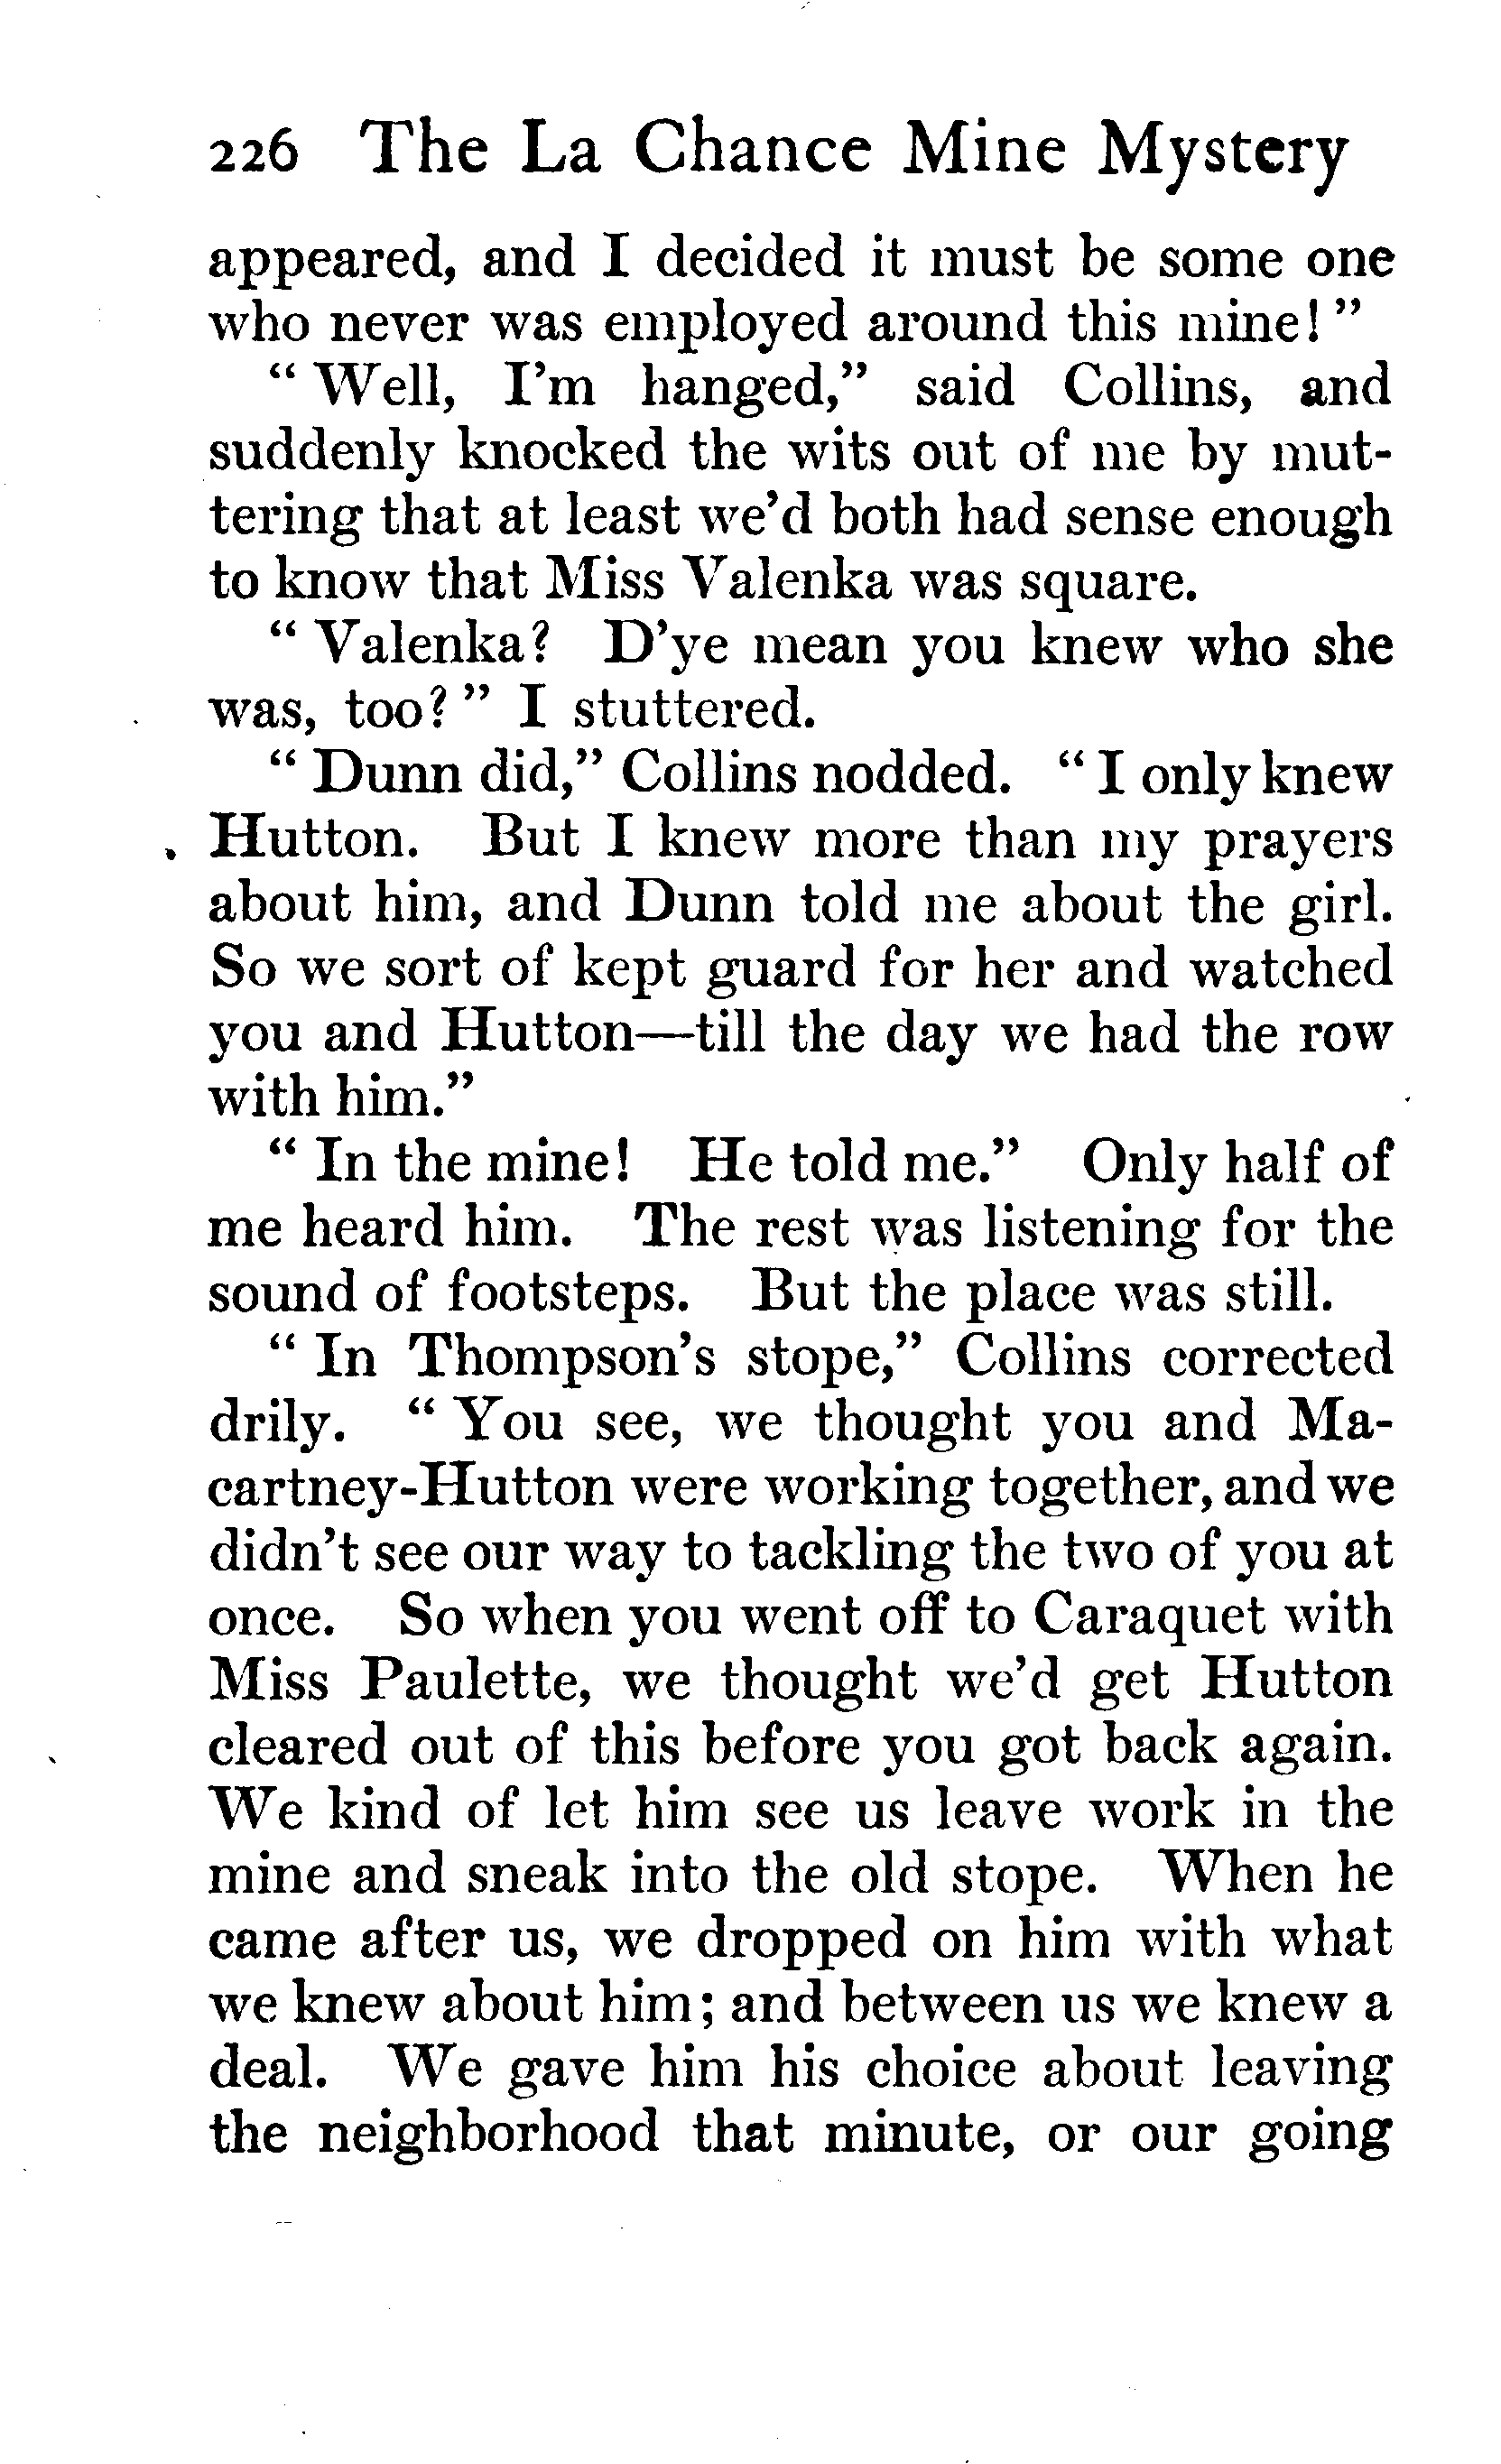 226 The La Chance Mine Mystery
appeared, and I decided it must be some one
who never was employed around this mine! ”
“ Well, I’m hanged,” said Collins, and
suddenly knocked the wits out of me by mut-
tering that at least we’d both had sense enough
to know that Miss Valenka was square.
“ Valenka? D’ye mean you knew who she
was, too? ” I stuttered.
“ Dunn did,” Collins nodded. “ I only knew
Hutton. But I knew more than my prayers
about him, and Dunn told me about the girl.
So we sort of kept guard for her and watched
you and Hutton—till the day we had the row
with him.”
“ In the mine! He told me.” Only half of
me heard him. The rest was listening for the
sound of footsteps. But the place was still.
“ In Thompson’s stope,” Collins corrected
drily. “ You see, we thought you and Ma-
cartney-Hutton were working together, and we
didn’t see our way to tackling the two of you at
once. So when you went off to Caraquet with
Miss Paulette, we thought we’d get Hutton
cleared out of this before you got back again.
We kind of let him see us leave work in the
mine and sneak into the old stope. When he
came after us, we dropped on him with what
we knew about him; and between us we knew a
deal. We gave him his choice about leaving
the neighborhood that minute, or our going